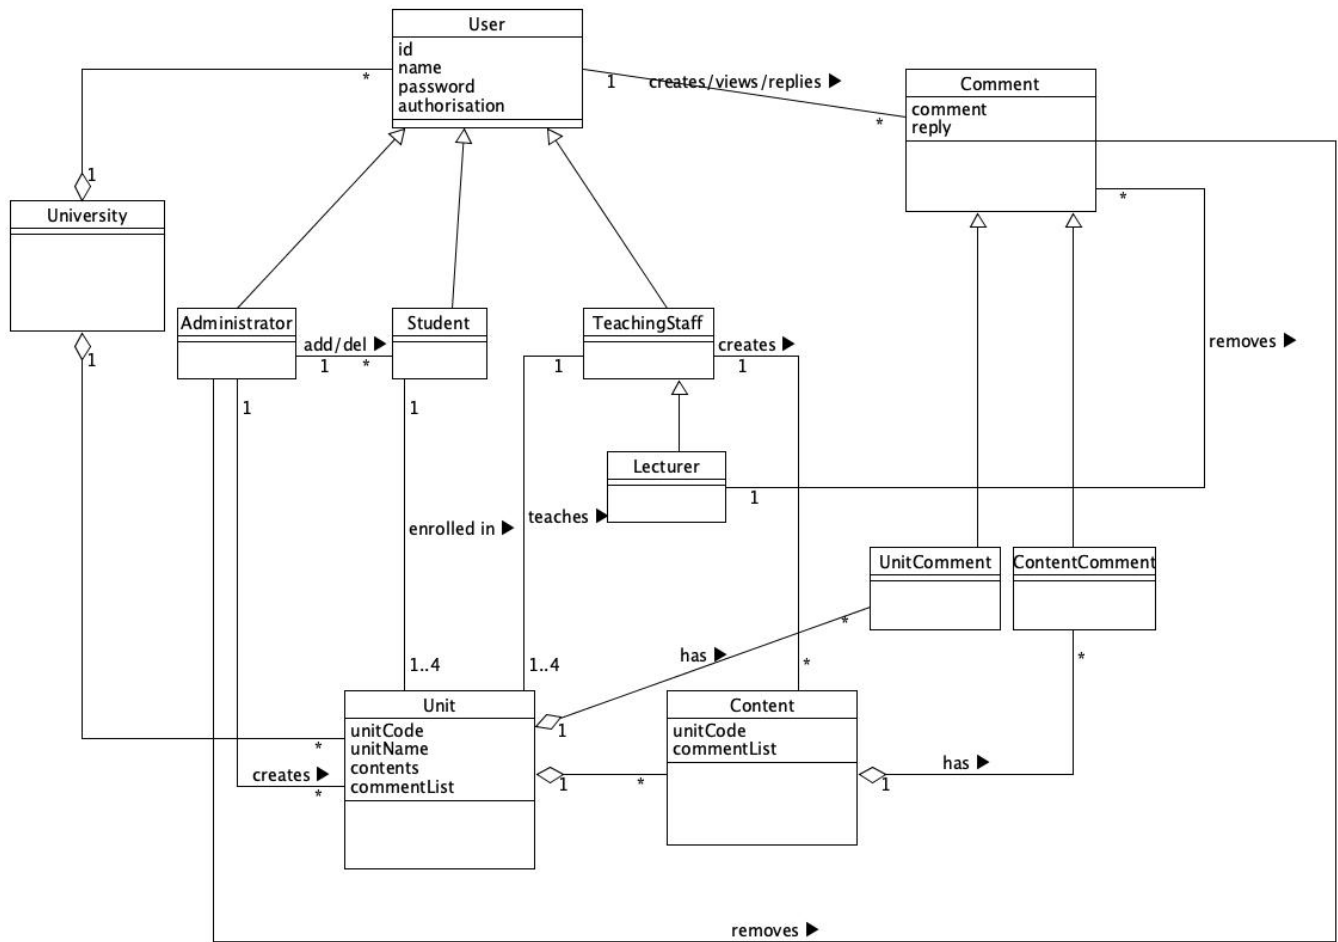 User
id
name
password
authorisation
*
1
creates/views/replies ▶
*
Comment
comment
reply
*
1
University
1
Administrator
add/del ▶
1
*
Student
TeachingStaff
1
creates ▶
1
removes ▶
1
1
Lecturer
1
enrolled in ▶
teaches ▶
UnitComment
ContentComment
*
has ▶
*
*
1..4
1..4
Unit
unitCode
unitName
contents
commentList
1
Content
unitCode
commentList
*
creates ▶
*
1
*
has ▶
1
removes ▶